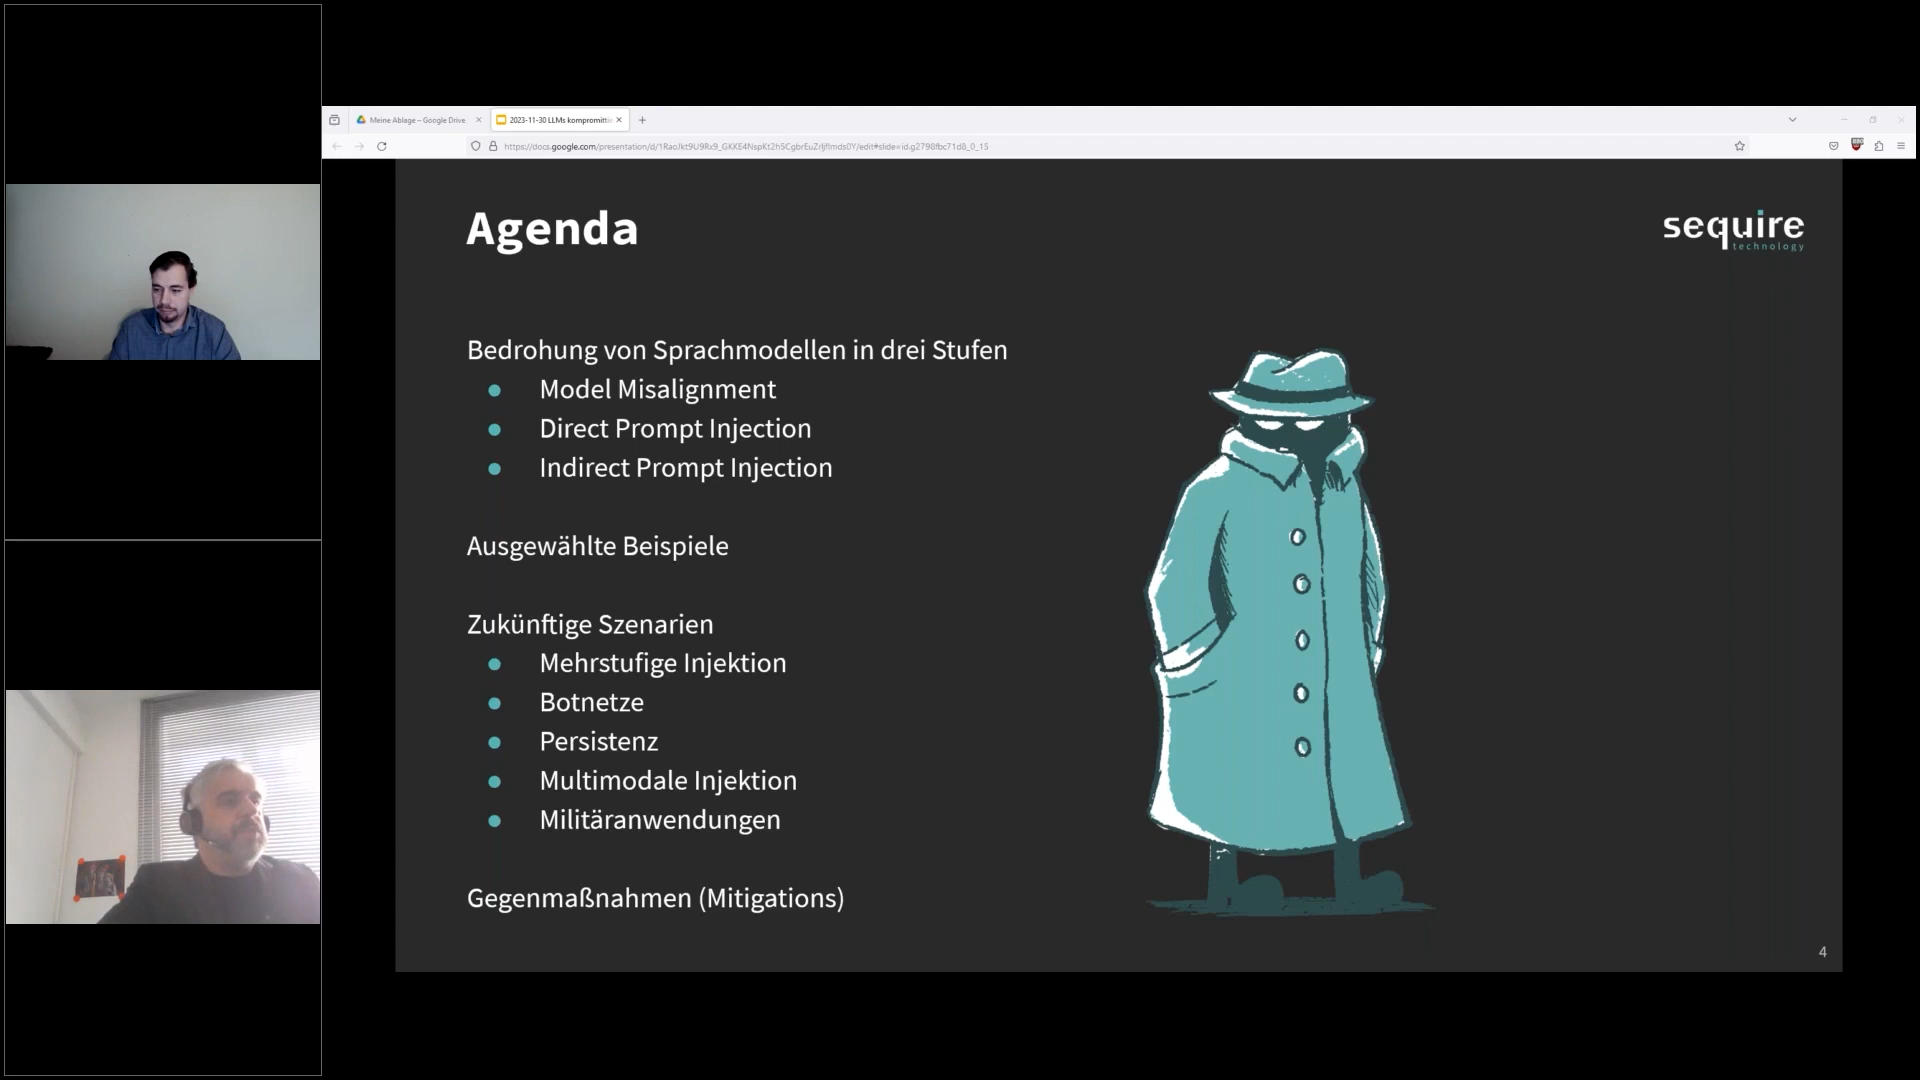 Meine Ablage – Google Drive
2023-11-30 LLMs kompromittie
Agenda
sequire
technology
Bedrohung von Sprachmodellen in drei Stufen
● Model Misalignment
● Direct Prompt Injection
● Indirect Prompt Injection
Ausgewählte Beispiele
Zukünftige Szenarien
● Mehrstufige Injektion
● Botnetze
● Persistenz
● Multimodale Injektion
● Militäranwendungen
Gegenmaßnahmen (Mitigations)
4